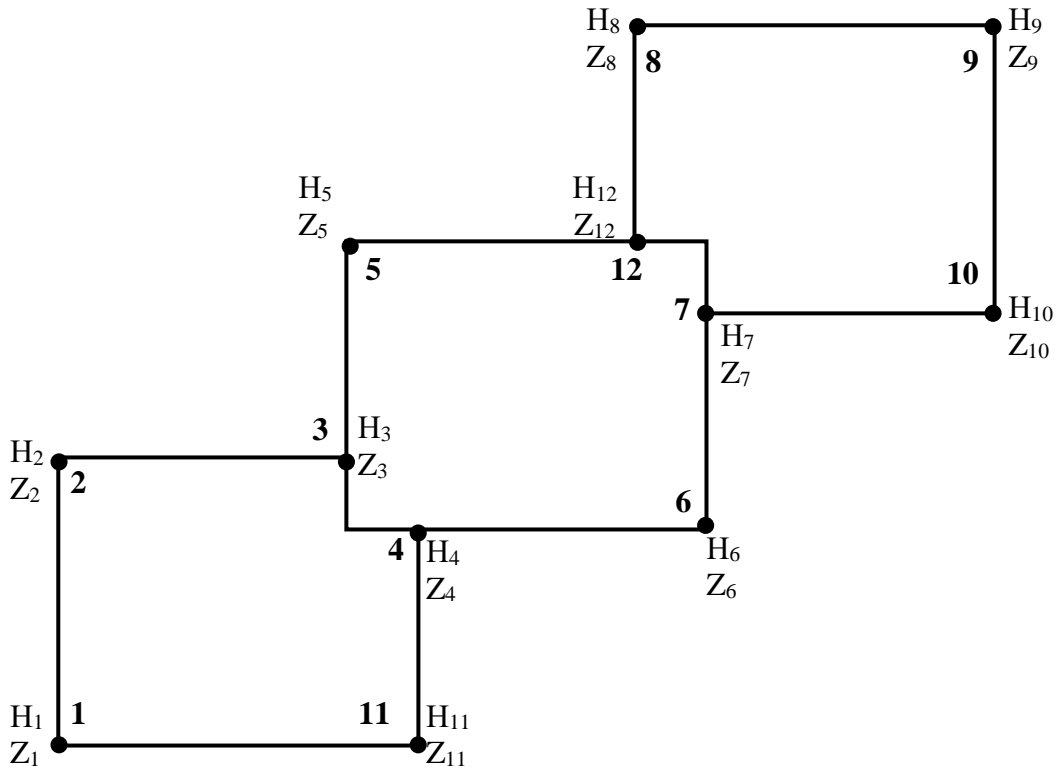 H₈
Z₈
8
9
H₉
Z₉
H₅
Z₅
5
H₁₂
Z₁₂
12
10
H₁₀
Z₁₀
7
H₇
Z₇
3
H₃
Z₃
H₂
Z₂
2
6
H₆
Z₆
4
H₄
Z₄
H₁
Z₁
1
11
H₁₁
Z₁₁